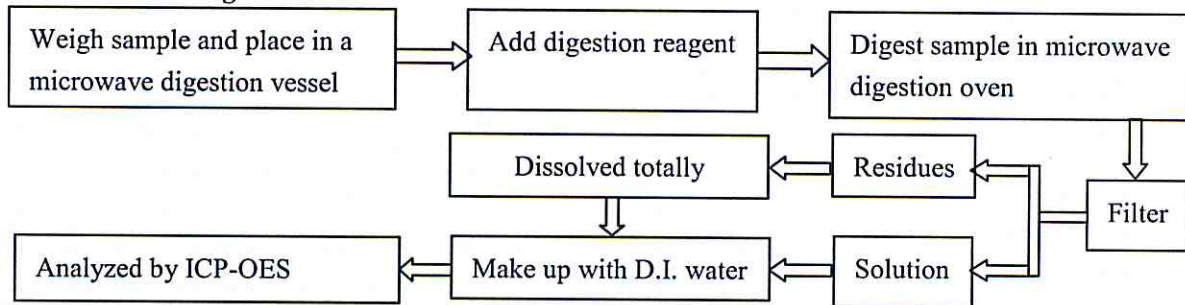 Weigh sample and place in a
microwave digestion vessel
Add digestion reagent
Digest sample in microwave
digestion oven
Dissolved totally
Residues
Filter
Analyzed by ICP-OES
Make up with D.I. water
Solution